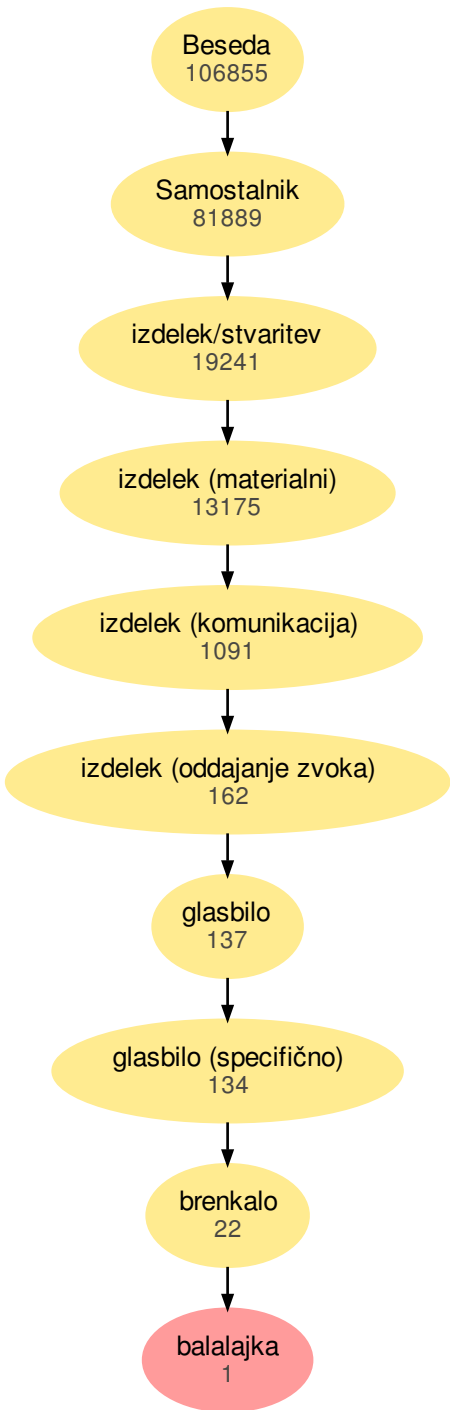 Beseda
106855
Samostalnik
81889
izdelek/stvaritev
19241
izdelek (materialni)
13175
izdelek (komunikacija)
1091
izdelek (oddajanje zvoka)
162
glasbilo
137
glasbilo (specifično)
134
brenkalo
22
balalajka
1